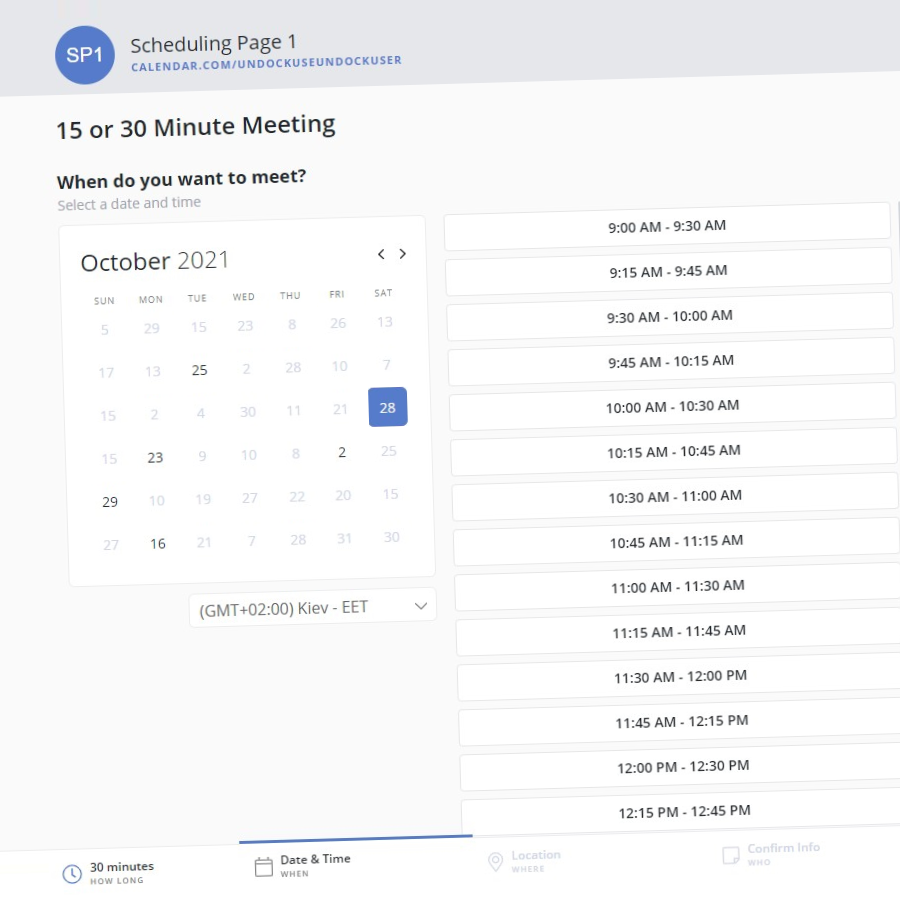 SP1
Scheduling Page 1
CALENDAR.COM/UNDOCKUSEUNDOCKUSER
15 or 30 Minute Meeting
When do you want to meet?
Select a date and time
October 2021
SUN MON TUE WED THU FRI SAT
5 29 15 23 8 26 13
17 13 25 2 28 10 7
15 2 4 30 11 21 28
15 23 9 10 8 2 25
29 10 19 27 22 20 15
27 16 21 7 28 31 30
(GMT+02:00) Kiev - EET
9:00 AM - 9:30 AM
9:15 AM - 9:45 AM
9:30 AM - 10:00 AM
9:45 AM - 10:15 AM
10:00 AM - 10:30 AM
10:15 AM - 10:45 AM
10:30 AM - 11:00 AM
10:45 AM - 11:15 AM
11:00 AM - 11:30 AM
11:15 AM - 11:45 AM
11:30 AM - 12:00 PM
11:45 AM - 12:15 PM
12:00 PM - 12:30 PM
12:15 PM - 12:45 PM
30 minutes
HOW LONG
Date & Time
WHEN
Location
WHERE
Confirm Info
WHO